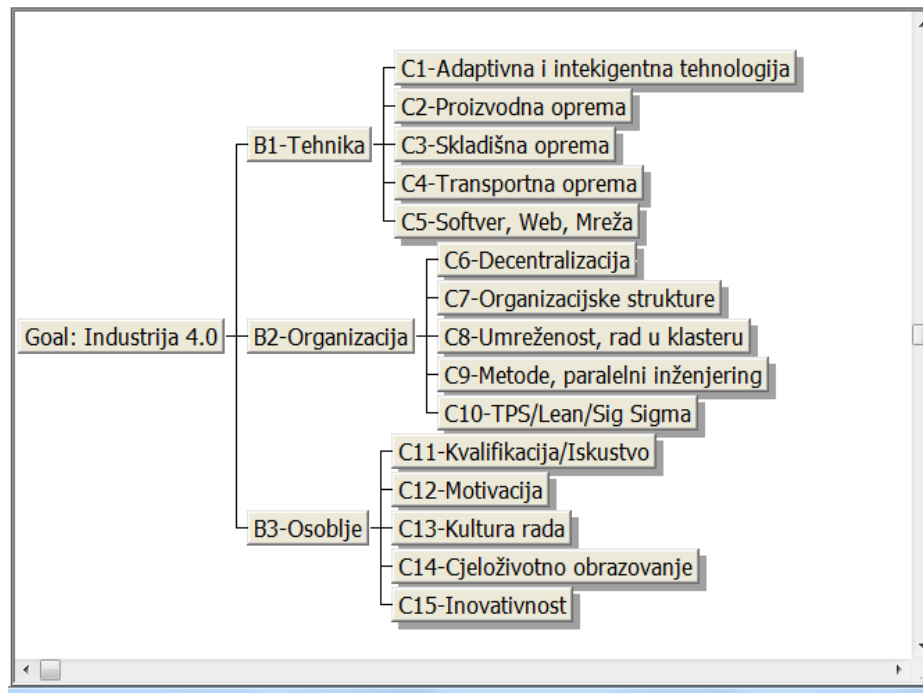 C1-Adaptivna i intekigentna tehnologija
C2-Proizvodna oprema
B1-Tehnika
C3-Skladišna oprema
C4-Transportna oprema
C5-Softver, Web, Mreža
C6-Decentralizacija
C7-Organizacijske strukture
Goal: Industrija 4.0
B2-Organizacija
C8-Umreženost, rad u klasteru
C9-Metode, paralelni inženjering
C10-TPS/Lean/Sig Sigma
C11-Kvalifikacija/Iskustvo
C12-Motivacija
B3-Osoblje
C13-Kultura rada
C14-Cjeloživotno obrazovanje
C15-Inovativnost